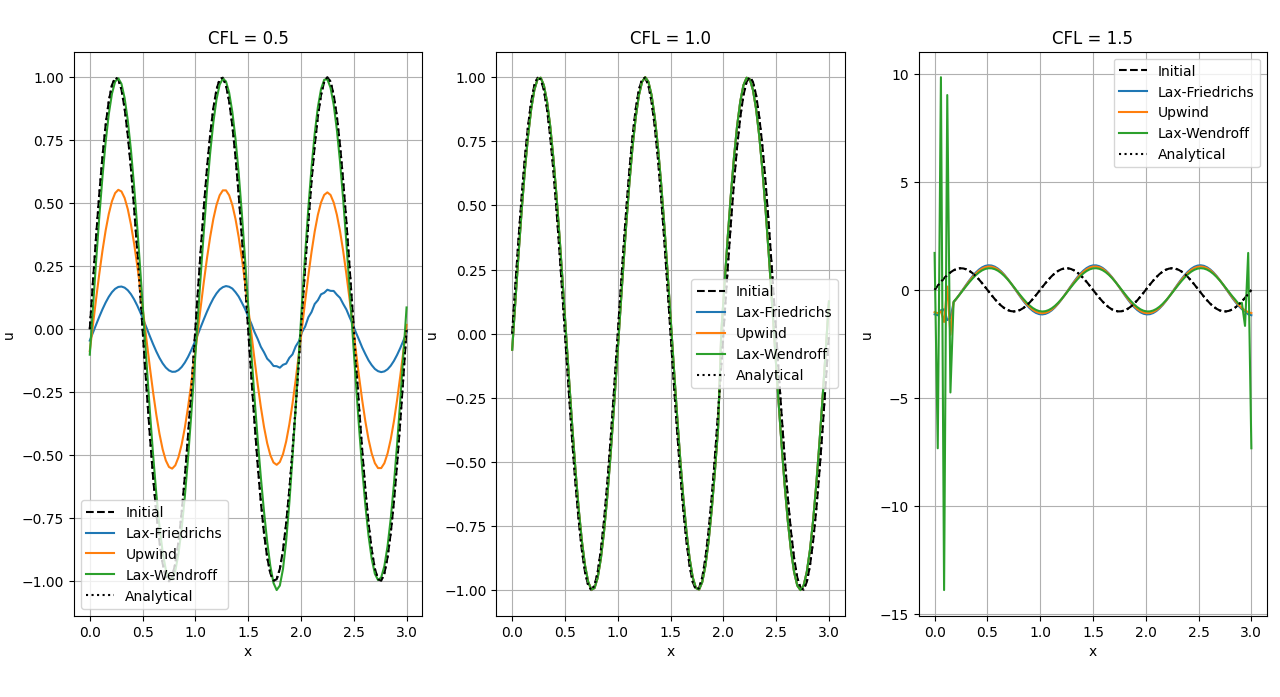 CFL = 0.5
1.00
0.75
0.50
0.25
0.00
−0.25
−0.50
−0.75
−1.00
u
Initial
Lax-Friedrichs
Upwind
Lax-Wendroff
Analytical
0.0 0.5 1.0 1.5 2.0 2.5 3.0
x
CFL = 1.0
1.00
0.75
0.50
0.25
0.00
−0.25
−0.50
−0.75
−1.00
u
Initial
Lax-Friedrichs
Upwind
Lax-Wendroff
Analytical
0.0 0.5 1.0 1.5 2.0 2.5 3.0
x
CFL = 1.5
10
5
0
−5
−10
−15
u
Initial
Lax-Friedrichs
Upwind
Lax-Wendroff
Analytical
0.0 0.5 1.0 1.5 2.0 2.5 3.0
x